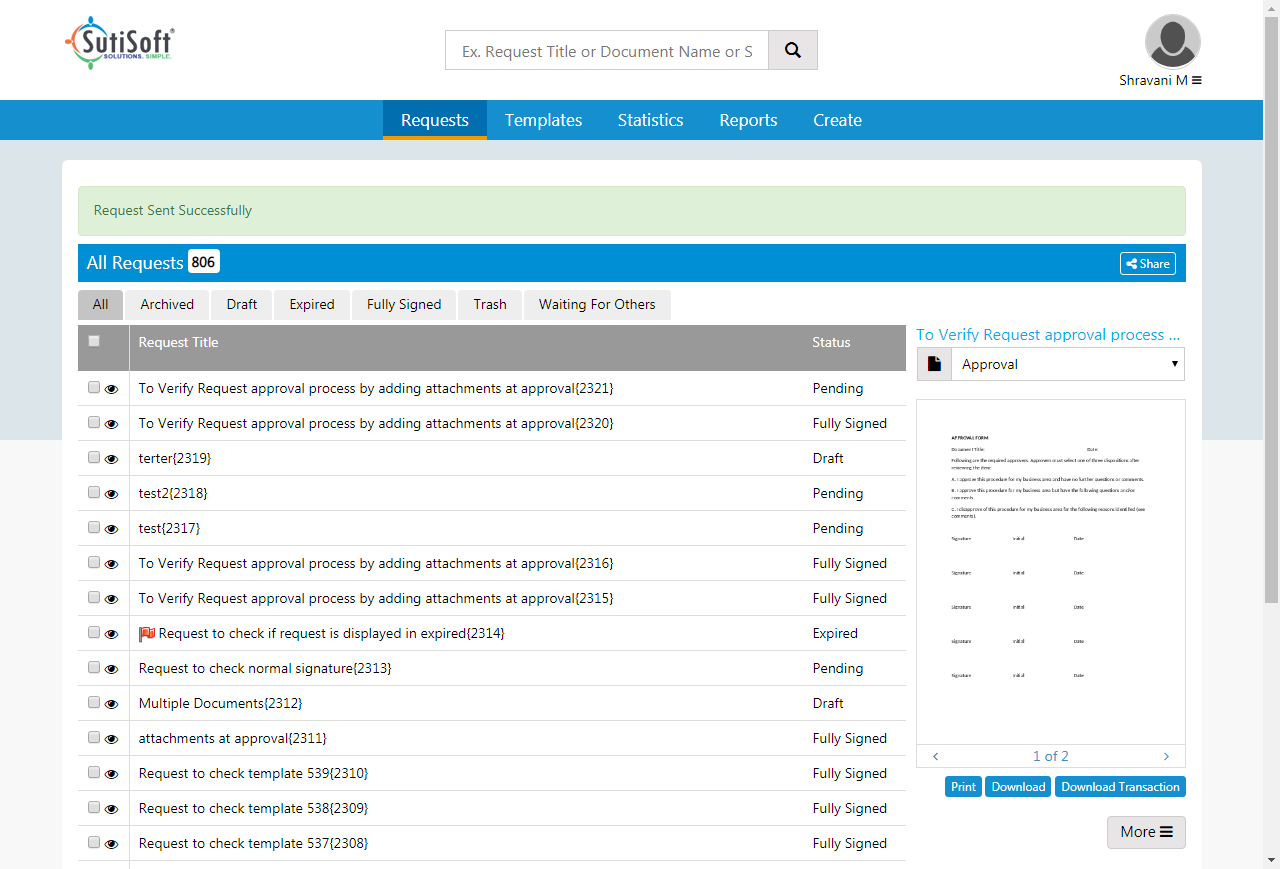 SutiSoft®
SOLUTIONS. SIMPLE.
Ex. Request Title or Document Name or S
Shravani M
Requests Templates Statistics Reports Create
Request Sent Successfully
All Requests 806
Share
All Archived Draft Expired Fully Signed Trash Waiting For Others
Request Title Status
To Verify Request approval process by adding attachments at approval{2321} Pending
To Verify Request approval process by adding attachments at approval{2320} Fully Signed
terter{2319} Draft
test2{2318} Pending
test{2317} Pending
To Verify Request approval process by adding attachments at approval{2316} Fully Signed
To Verify Request approval process by adding attachments at approval{2315} Fully Signed
Request to check if request is displayed in expired{2314} Expired
Request to check normal signature{2313} Pending
Multiple Documents{2312} Draft
attachments at approval{2311} Fully Signed
Request to check template 539{2310} Fully Signed
Request to check template 538{2309} Fully Signed
Request to check template 537{2308} Fully Signed
To Verify Request approval process ...
Approval
APPROVAL FORM
Document Title: Date:
Following are the required approvers. Approvers must select one of three dispositions after
reviewing the item:
A. I approve this procedure for my business area and have no further questions or comments.
B. I approve this procedure for my business area but have the following questions and/or
comments.
C. I disapprove of this procedure for my business area for the following reasons identified (see
comments).
Signature Initial Date
Signature Initial Date
Signature Initial Date
Signature Initial Date
Signature Initial Date
1 of 2
Print Download Download Transaction
More